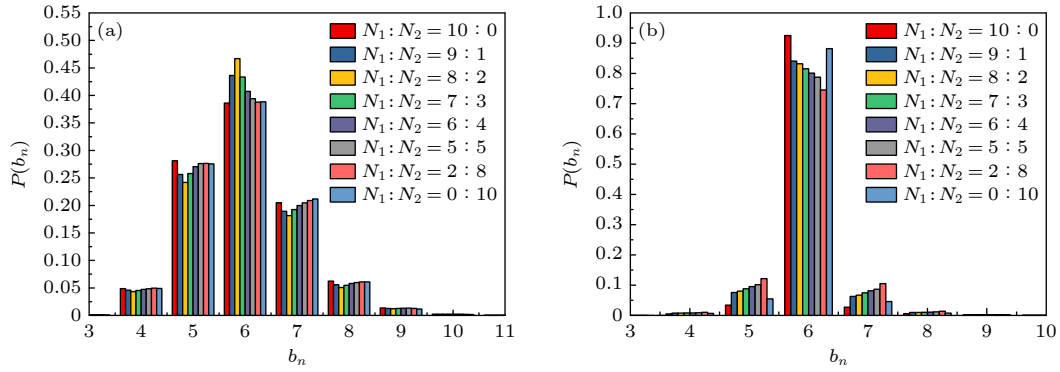 (a)
P(bₙ)
0.55
0.50
0.45
0.40
0.35
0.30
0.25
0.20
0.15
0.10
0.05
0
N₁:N₂=10:0
N₁:N₂=9:1
N₁:N₂=8:2
N₁:N₂=7:3
N₁:N₂=6:4
N₁:N₂=5:5
N₁:N₂=2:8
N₁:N₂=0:10
3 4 5 6 7 8 9 10 11
bₙ
(b)
P(bₙ)
1.0
0.9
0.8
0.7
0.6
0.5
0.4
0.3
0.2
0.1
0
N₁:N₂=10:0
N₁:N₂=9:1
N₁:N₂=8:2
N₁:N₂=7:3
N₁:N₂=6:4
N₁:N₂=5:5
N₁:N₂=2:8
N₁:N₂=0:10
3 4 5 6 7 8 9 10
bₙ